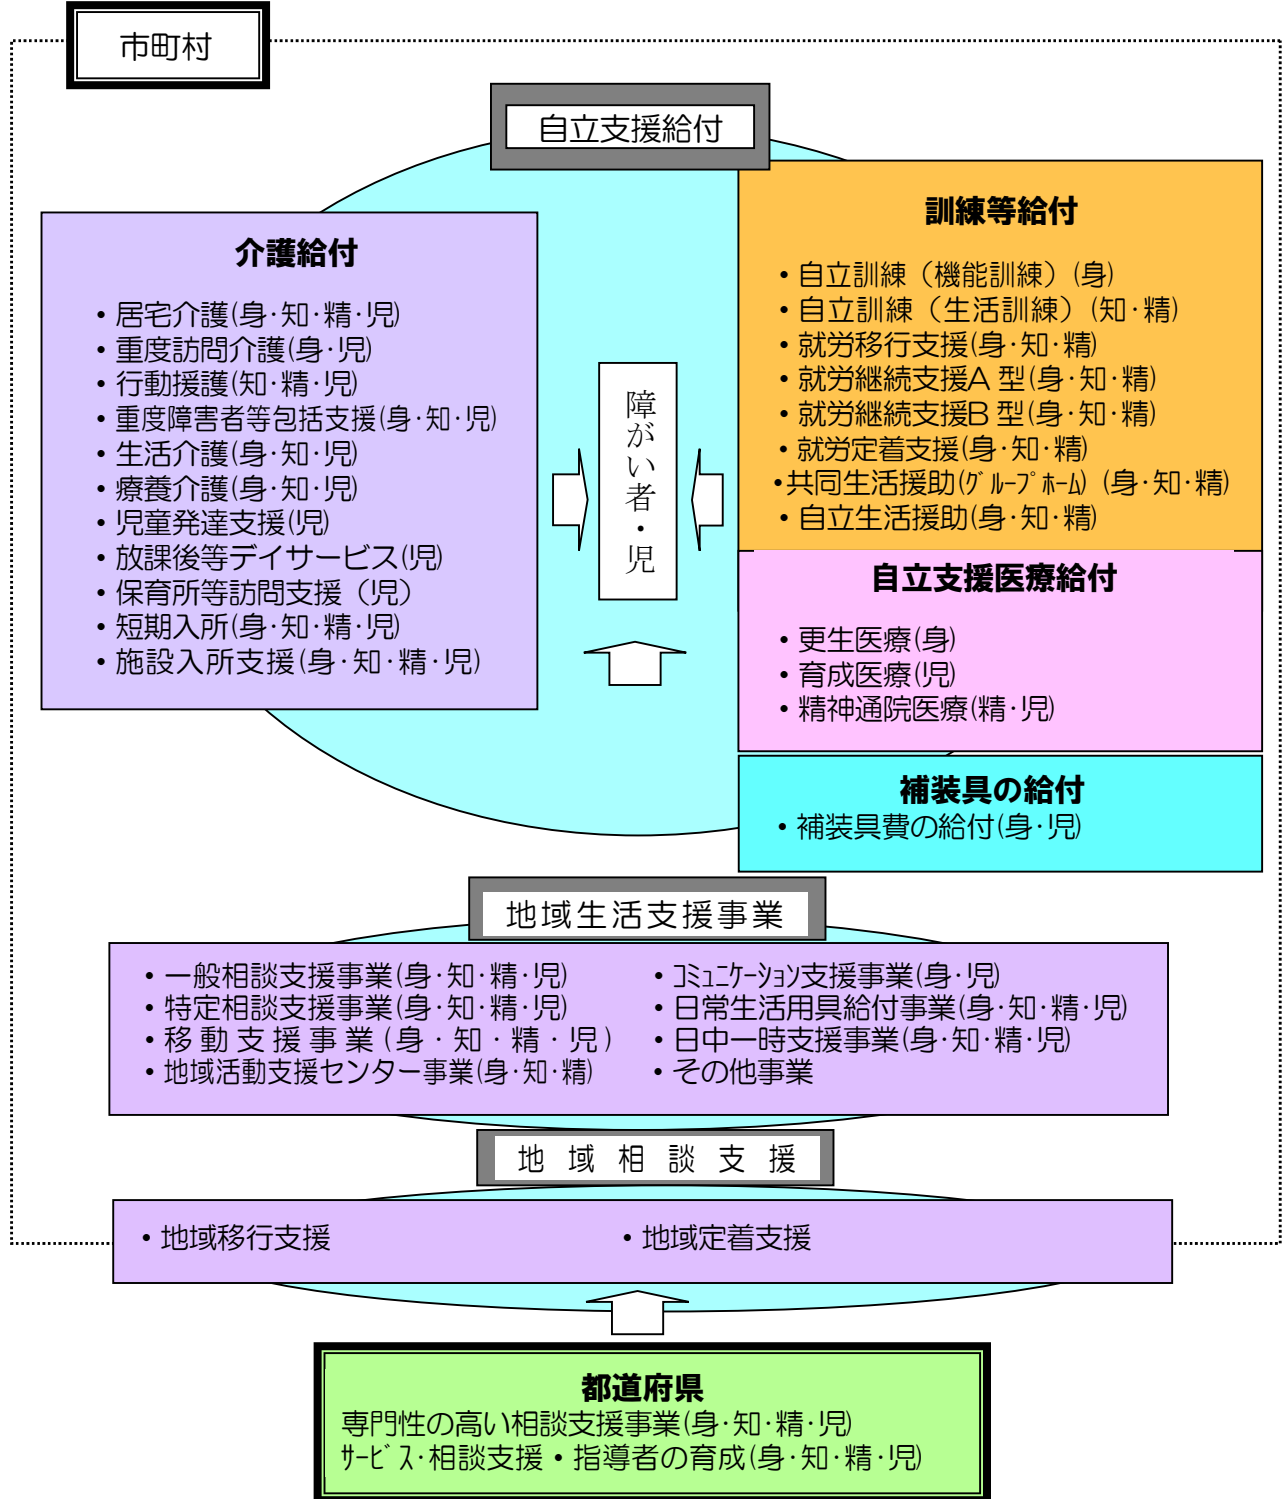 市町村
自立支援給付
介護給付
・居宅介護(身・知・精・児)
・重度訪問介護(身・児)
・行動援護(知・精・児)
・重度障害者等包括支援(身・知・児)
・生活介護(身・知・児)
・療養介護(身・知・児)
・児童発達支援(児)
・放課後等デイサービス(児)
・保育所等訪問支援（児）
・短期入所(身・知・精・児)
・施設入所支援(身・知・精・児)
障がい者・児
訓練等給付
・自立訓練（機能訓練）(身)
・自立訓練（生活訓練）(知・精)
・就労移行支援(身・知・精)
・就労継続支援A型(身・知・精)
・就労継続支援B型(身・知・精)
・就労定着支援(身・知・精)
・共同生活援助(ｸﾞﾙｰﾌﾟﾎｰﾑ) (身・知・精)
・自立生活援助(身・知・精)
自立支援医療給付
・更生医療(身)
・育成医療(児)
・精神通院医療(精・児)
補装具の給付
・補装具費の給付(身・児)
地域生活支援事業
・一般相談支援事業(身・知・精・児)
・特定相談支援事業(身・知・精・児)
・移動支援事業(身・知・精・児)
・地域活動支援センター事業(身・知・精)
・ｺﾐｭﾆｹｰｼｮﾝ支援事業(身・児)
・日常生活用具給付事業(身・知・精・児)
・日中一時支援事業(身・知・精・児)
・その他事業
地域相談支援
・地域移行支援
・地域定着支援
都道府県
専門性の高い相談支援事業(身・知・精・児)
ｻｰﾋﾞｽ・相談支援・指導者の育成(身・知・精・児)